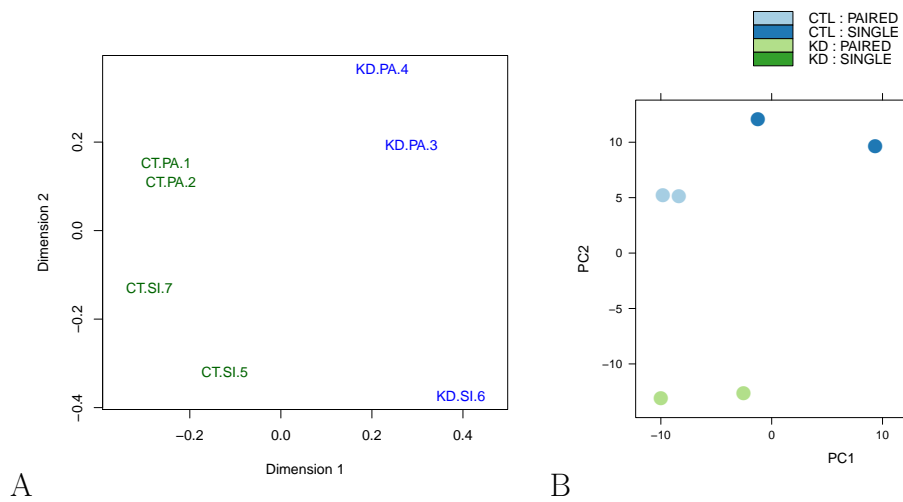 CTL : PAIRED
CTL : SINGLE
KD : PAIRED
KD : SINGLE
KD.PA.4
KD.PA.3
CT.PA.1
CT.PA.2
CT.SI.7
CT.SI.5
KD.SI.6
Dimension 2
0.2
0.0
−0.2
−0.4
−0.2
0.0
0.2
0.4
Dimension 1
A
PC2
10
5
0
−5
−10
−10
0
10
PC1
B